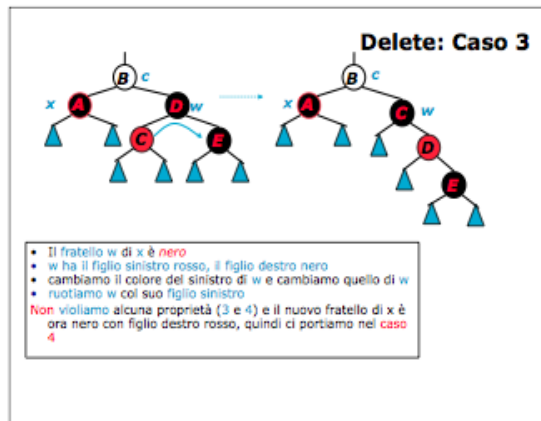 Delete: Caso 3
B c
B c
x A
D w
x A
C w
C
E
D
E
• Il fratello w di x è nero
• w ha il figlio sinistro rosso, il figlio destro nero
• cambiamo il colore del sinistro di w e cambiamo quello di w
• ruotiamo w col suo figlio sinistro
Non violiamo alcuna proprietà (3 e 4) e il nuovo fratello di x è
ora nero con figlio destro rosso, quindi ci portiamo nel caso
4